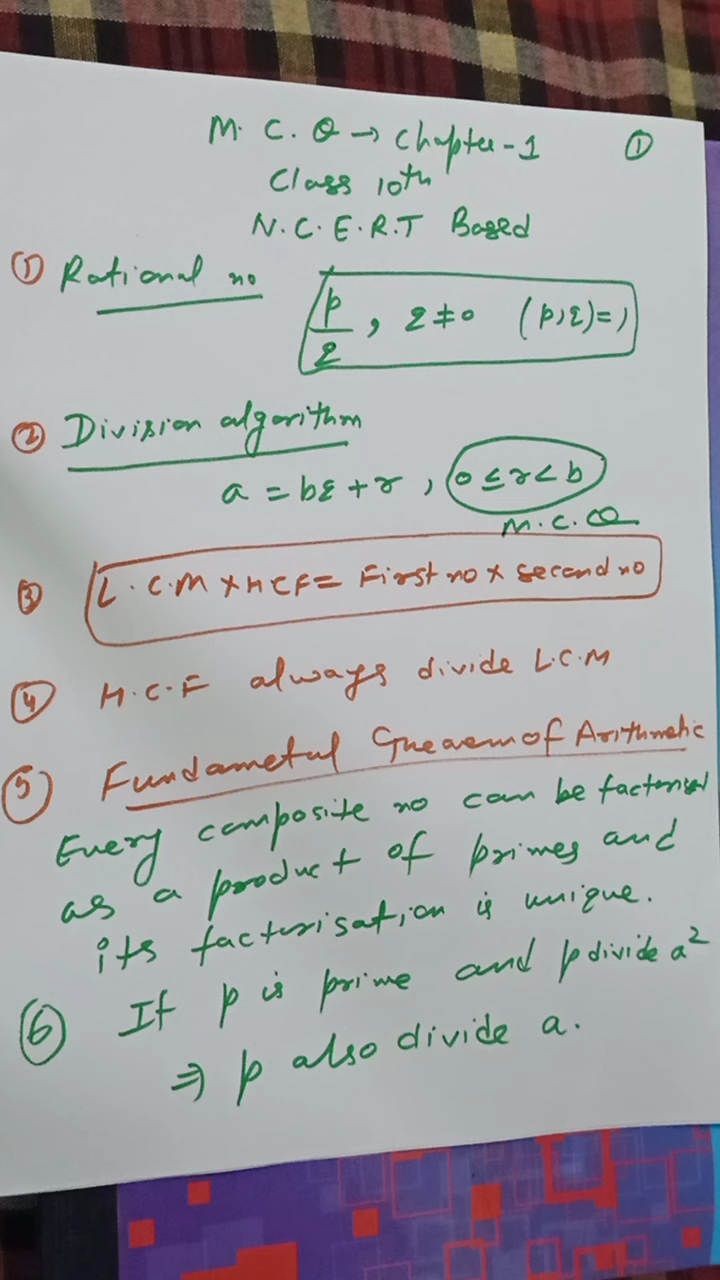 M. C. Q → Chapter-1
①
Class 10th
N.C.E.R.T Based
① Rational no
p/q, q≠0 (p,q)=1
② Division algorithm
a = bq + r, 0≤r<b
M.C.Q
③ L.C.M × HCF = First no × second no
④ H.C.F always divide L.C.M
⑤ Fundametal Theorem of Arithmetic
Every composite no can be factorised
as a product of primes and
its factorisation is unique.
⑥ If p is prime and p divide a²
⇒ p also divide a.